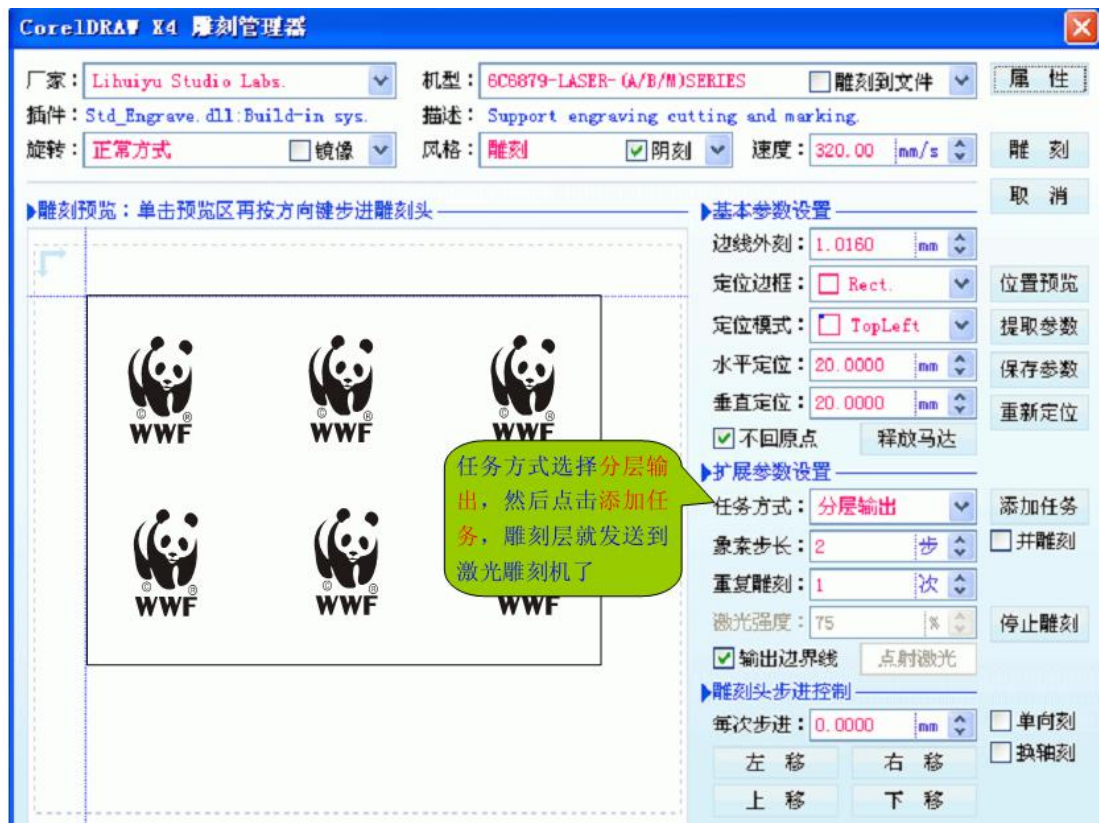 CorelDRAW X4 雕刻管理器
厂家：Lihuiyu Studio Labs. 机型：6C6879-LASER-(A/B/M)SERIES 雕刻到文件 属 性
插件：Std_Engrave.dll:Build-in sys. 描述：Support engraving cutting and marking.
旋转：正常方式 镜像 风格：雕刻 阴刻 速度：320.00 mm/s 雕 刻
取 消
雕刻预览：单击预览区再按方向键步进雕刻头 基本参数设置
边线外刻：1.0160 mm
定位边框：Rect. 位置预览
定位模式：TopLeft 提取参数
水平定位：20.0000 mm 保存参数
垂直定位：20.0000 mm 重新定位
不回原点 释放马达
© ® © ® © ®
WWF WWF WWF
任务方式选择分层输
出，然后点击添加任
务，雕刻层就发送到
激光雕刻机了
扩展参数设置
任务方式：分层输出 添加任务
象素步长：2 步 并雕刻
重复雕刻：1 次
激光强度：75 % 停止雕刻
输出边界线 点射激光
© ® © ®
WWF WWF WWF
雕刻头步进控制
每次步进：0.0000 mm 单向刻
左 移 右 移 换轴刻
上 移 下 移